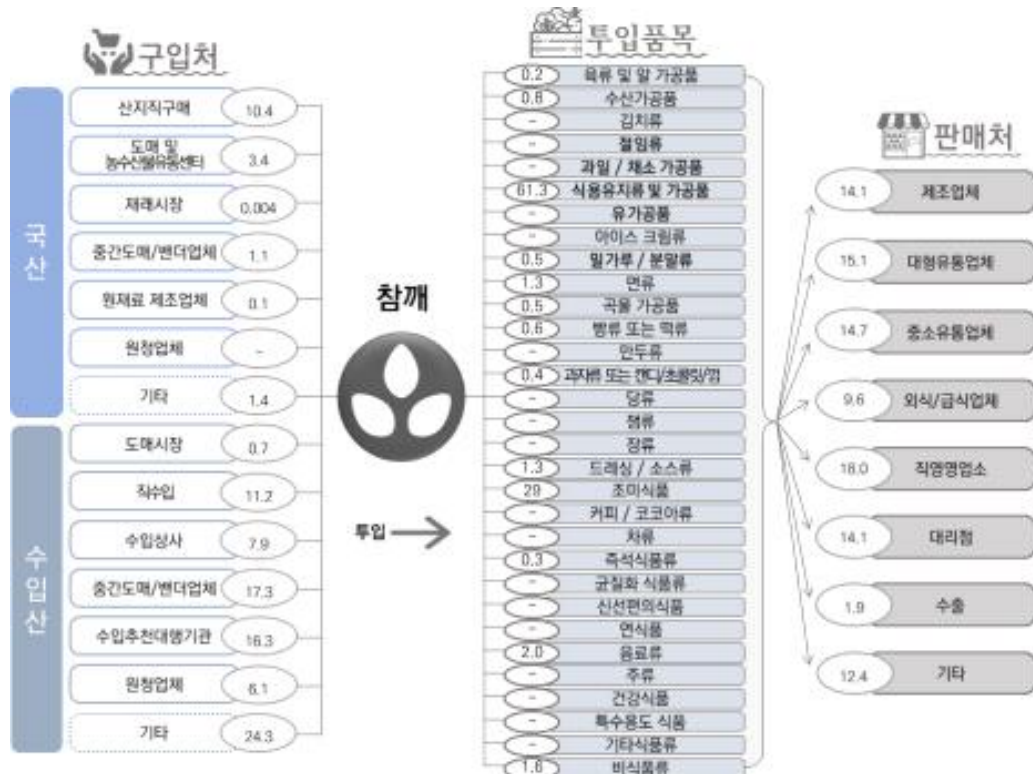 구입처
국산
산지직구매 10.4
도매 및
농수산물유통센터 3.4
재래시장 0.004
중간도매/밴더업체 1.1
원재료 제조업체 0.1
원청업체 -
기타 1.4
수입산
도매시장 0.7
직수입 11.2
수입상사 7.9
중간도매/밴더업체 17.3
수입추천대행기관 16.3
원청업체 6.1
기타 24.3
참깨
투입
투입품목
0.2 육류 및 알 가공품
0.8 수산가공품
- 김치류
- 절임류
- 과일 / 채소 가공품
61.3 식용유지류 및 가공품
- 유가공품
- 아이스 크림류
0.5 밀가루 / 분말류
1.3 면류
0.5 곡물 가공품
0.6 빵류 또는 떡류
- 만두류
0.4 과자류 또는 캔디/초콜릿/껌
- 당류
- 잼류
- 장류
1.3 드레싱 / 소스류
29 조미식품
- 커피 / 코코아류
- 차류
0.3 즉석식품류
- 균질화 식품류
- 신선편의식품
- 연식품
2.0 음료류
- 주류
- 건강식품
- 특수용도 식품
- 기타식품류
1.6 비식품류
판매처
14.1 제조업체
15.1 대형유통업체
14.7 중소유통업체
9.6 외식/급식업체
18.0 직영영업소
14.1 대리점
1.9 수출
12.4 기타